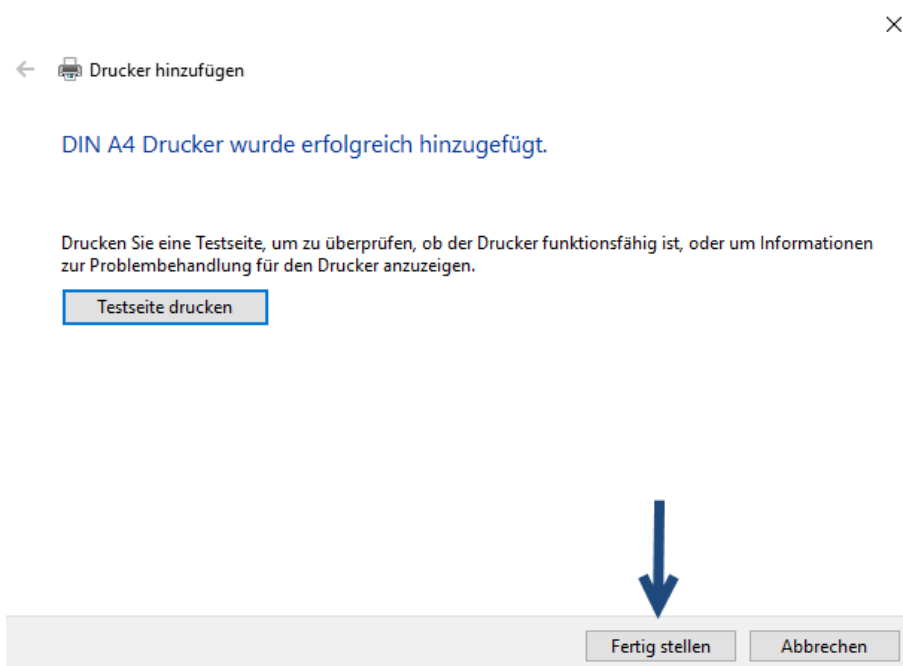 Drucker hinzufügen
DIN A4 Drucker wurde erfolgreich hinzugefügt.
Drucken Sie eine Testseite, um zu überprüfen, ob der Drucker funktionsfähig ist, oder um Informationen
zur Problembehandlung für den Drucker anzuzeigen.
Testseite drucken
Fertig stellen
Abbrechen